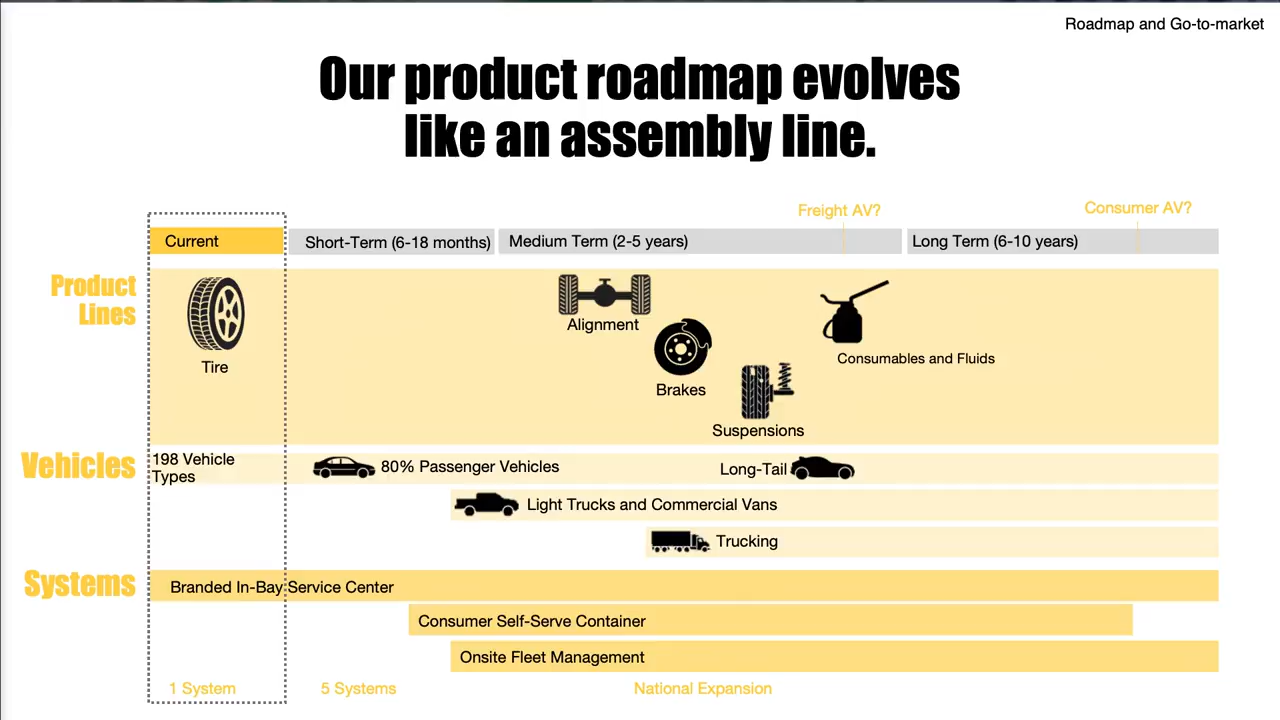 Roadmap and Go-to-market
Our product roadmap evolves
like an assembly line.
Freight AV?
Consumer AV?
Current
Short-Term (6-18 months)
Medium Term (2-5 years)
Long Term (6-10 years)
Product
Lines
Tire
Alignment
Brakes
Suspensions
Consumables and Fluids
Vehicles
198 Vehicle
Types
80% Passenger Vehicles
Long-Tail
Light Trucks and Commercial Vans
Trucking
Systems
Branded In-Bay Service Center
Consumer Self-Serve Container
Onsite Fleet Management
1 System
5 Systems
National Expansion